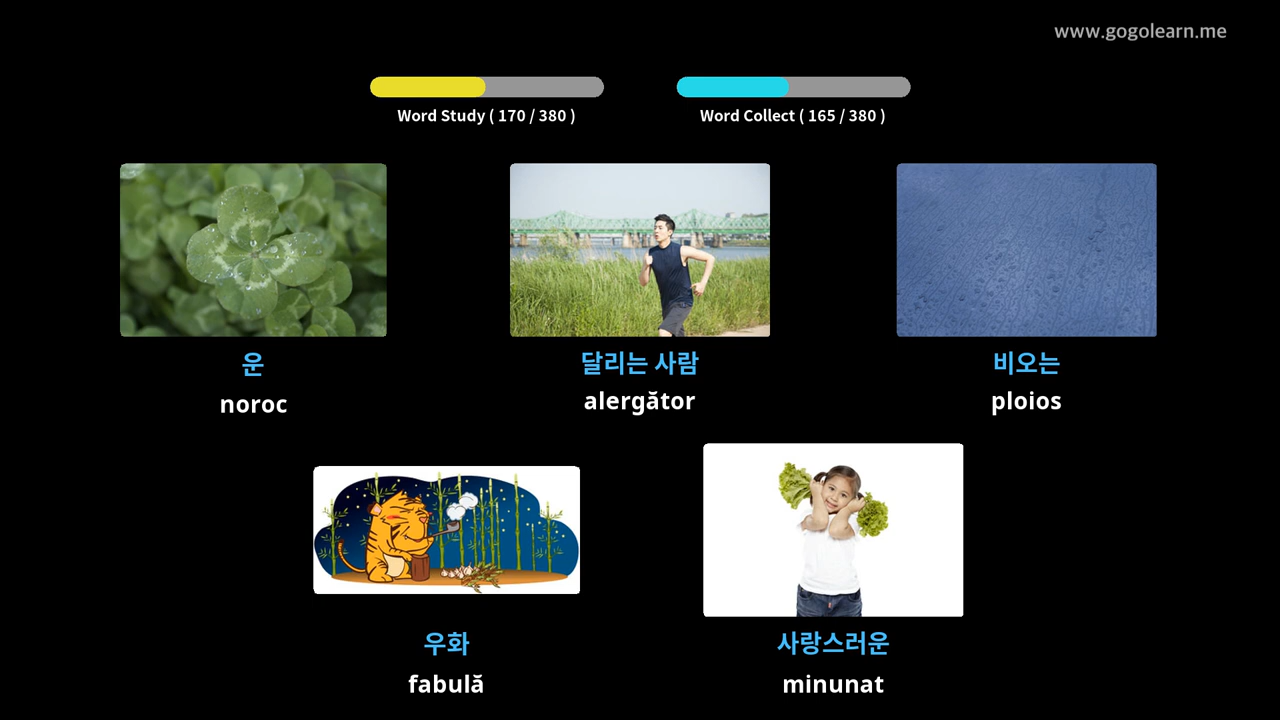 www.gogolearn.me
Word Study ( 170 / 380 )
Word Collect ( 165 / 380 )
운
noroc
달리는 사람
alergător
비오는
ploios
우화
fabulă
사랑스러운
minunat